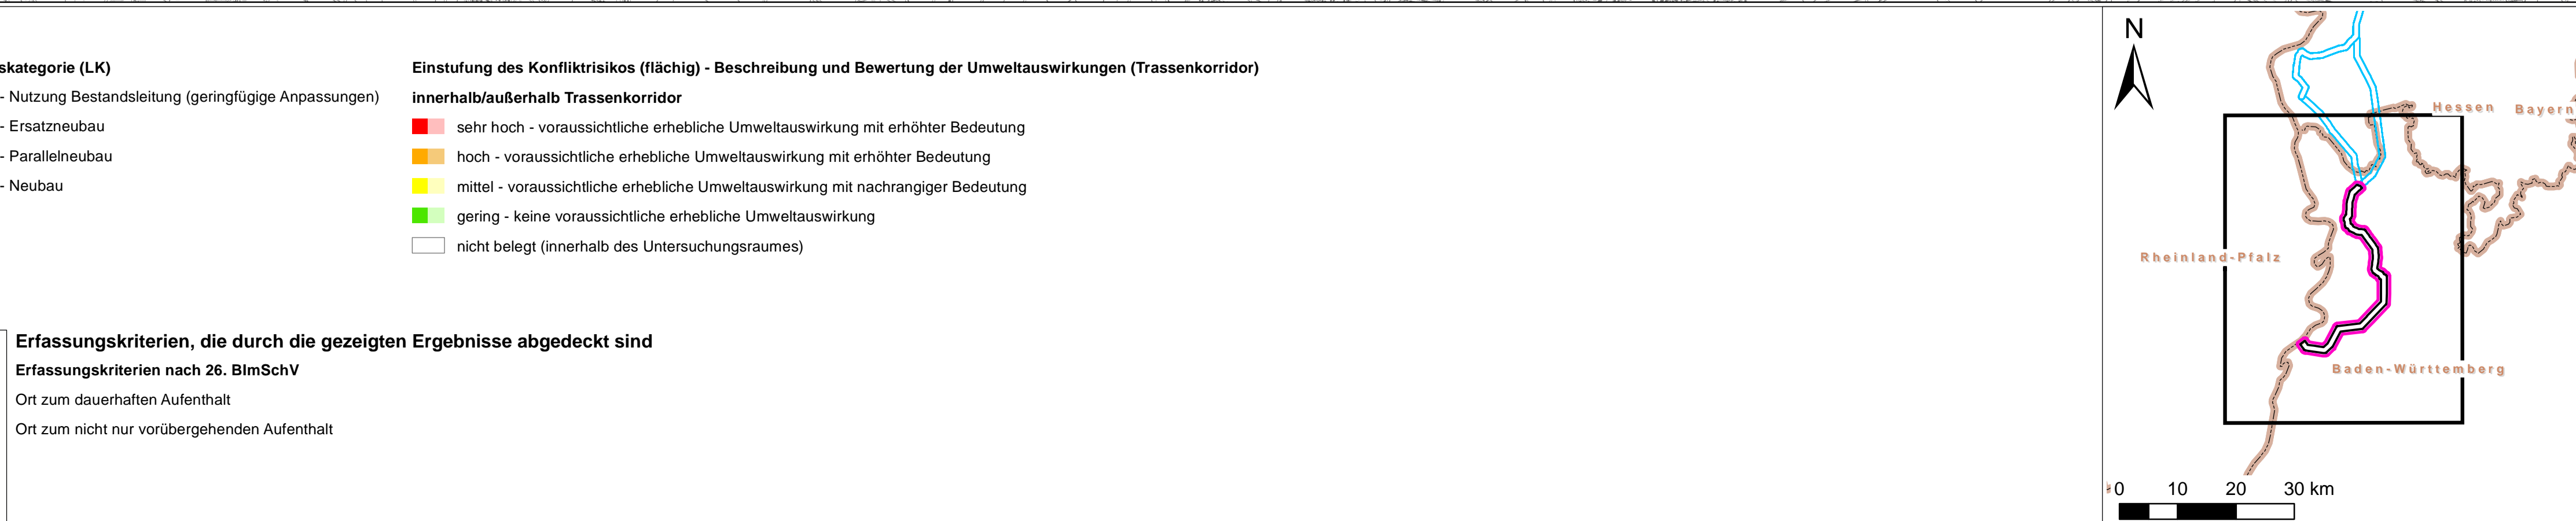 skategorie (LK)
- Nutzung Bestandsleitung (geringfügige Anpassungen)
- Ersatzneubau
- Parallelneubau
- Neubau
Einstufung des Konfliktrisikos (flächig) - Beschreibung und Bewertung der Umweltauswirkungen (Trassenkorridor)
innerhalb/außerhalb Trassenkorridor
sehr hoch - voraussichtliche erhebliche Umweltauswirkung mit erhöhter Bedeutung
hoch - voraussichtliche erhebliche Umweltauswirkung mit erhöhter Bedeutung
mittel - voraussichtliche erhebliche Umweltauswirkung mit nachrangiger Bedeutung
gering - keine voraussichtliche erhebliche Umweltauswirkung
nicht belegt (innerhalb des Untersuchungsraumes)
Erfassungskriterien, die durch die gezeigten Ergebnisse abgedeckt sind
Erfassungskriterien nach 26. BImSchV
Ort zum dauerhaften Aufenthalt
Ort zum nicht nur vorübergehenden Aufenthalt
N
Hessen
Bayern
Rheinland-Pfalz
Baden-Württemberg
0 10 20 30 km